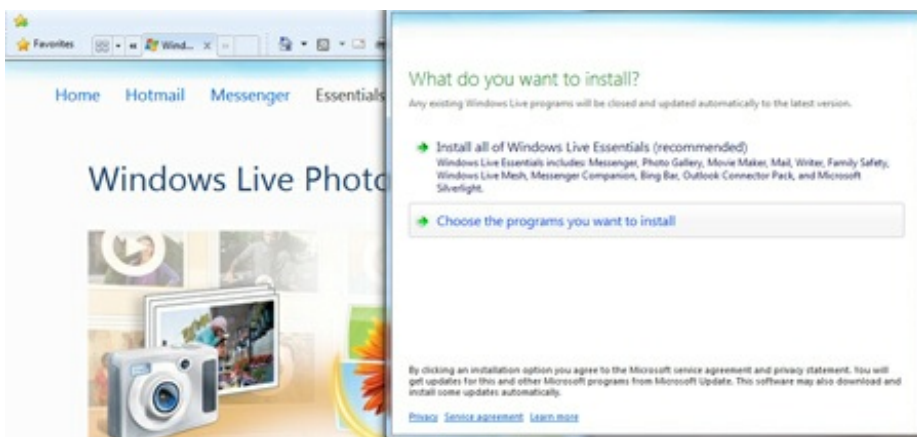 Favorites
Wind...
Home Hotmail Messenger Essentials
Windows Live Photo
What do you want to install?
Any existing Windows Live programs will be closed and updated automatically to the latest version.
Install all of Windows Live Essentials (recommended)
Windows Live Essentials includes: Messenger, Photo Gallery, Movie Maker, Mail, Writer, Family Safety,
Windows Live Mesh, Messenger Companion, Bing Bar, Outlook Connector Pack, and Microsoft
Silverlight.
Choose the programs you want to install
By clicking an installation option you agree to the Microsoft service agreement and privacy statement. You will
get updates for this and other Microsoft programs from Microsoft Update. This software may also download and
install some updates automatically.
Privacy Service agreement Learn more